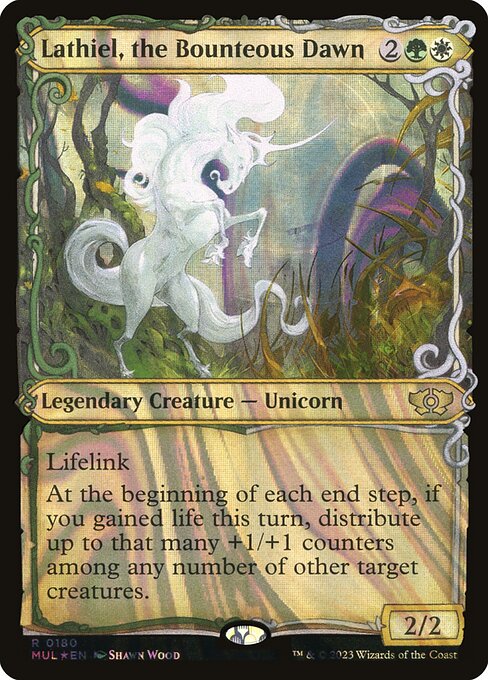 Lathiel, the Bounteous Dawn 2
Legendary Creature — Unicorn
Lifelink
At the beginning of each end step, if
you gained life this turn, distribute
up to that many +1/+1 counters
among any number of other target
creatures.
2/2
R 0180
MUL★EN Shawn Wood
™ & © 2023 Wizards of the Coast